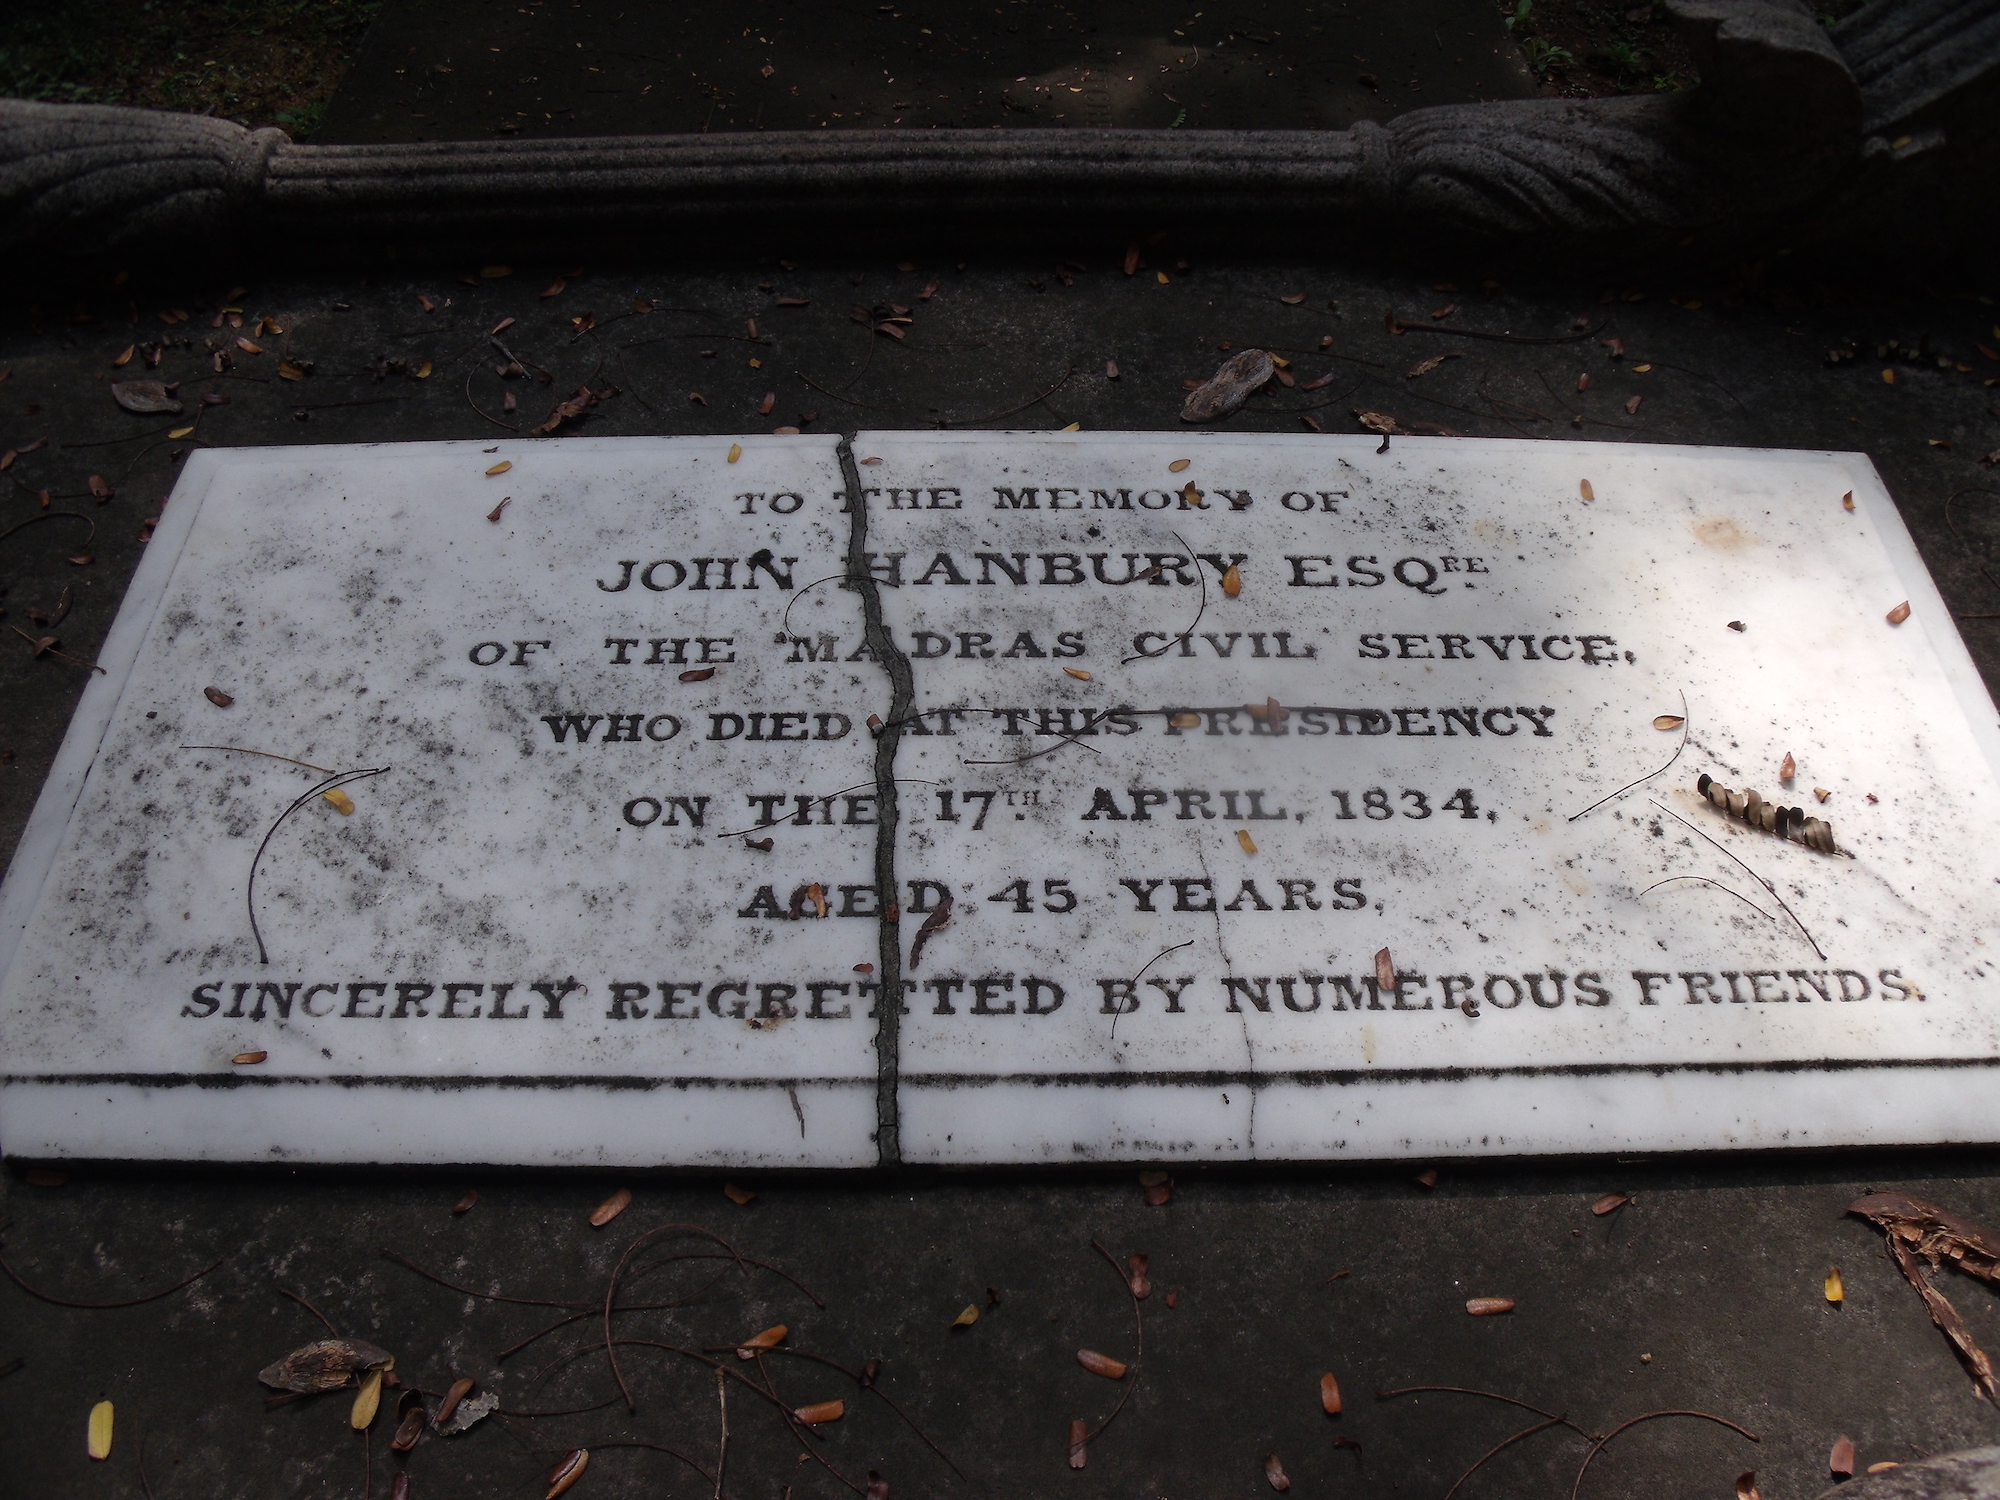 TO THE MEMORY OF
JOHN HANBURY ESQRE
OF THE MADRAS CIVIL SERVICE,
WHO DIED AT THIS PRESIDENCY
ON THE 17TH. APRIL, 1834,
AGED 45 YEARS,
SINCERELY REGRETTED BY NUMEROUS FRIENDS.